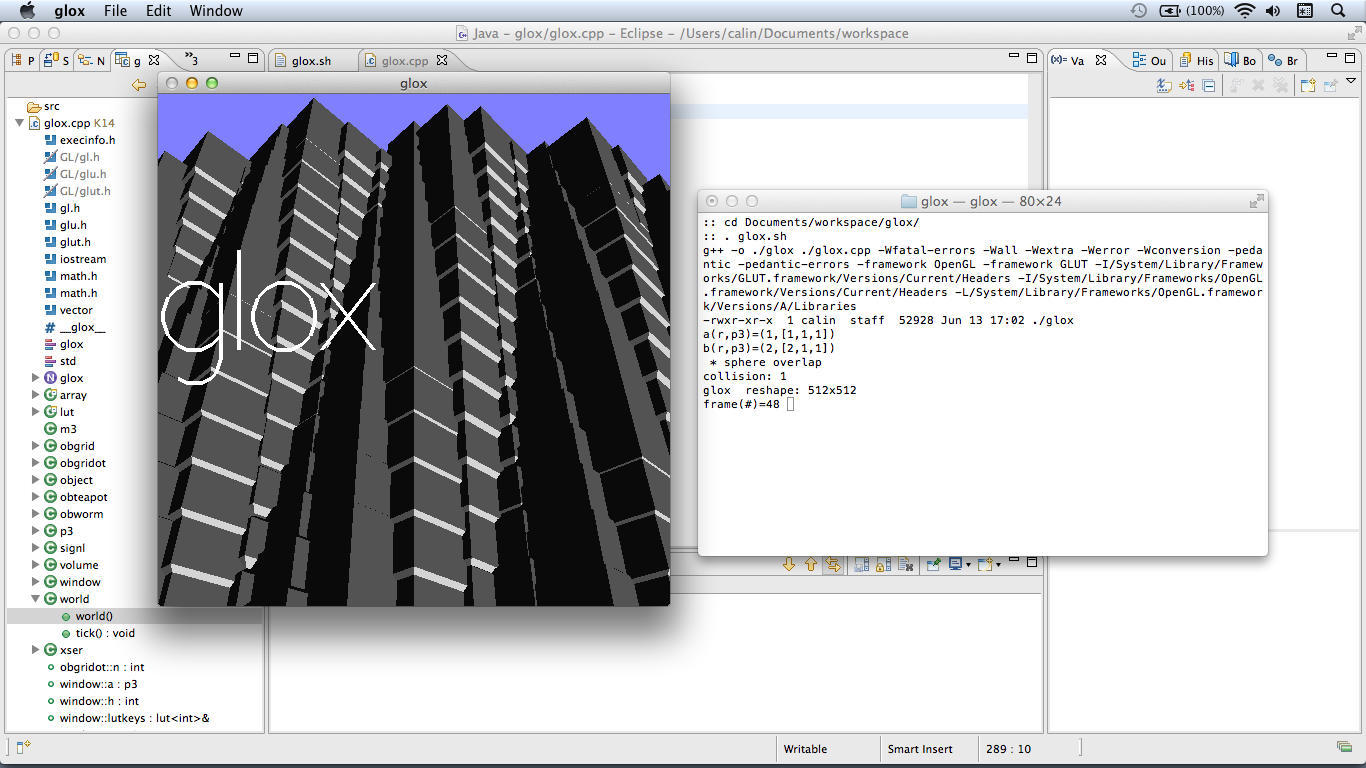 glox File Edit Window (100%)
Java – glox/glox.cpp – Eclipse – /Users/calin/Documents/workspace
P S N g »3 glox.sh glox.cpp Va Ou His Bo Br
glox
src
glox.cpp K14
execinfo.h
GL/gl.h
GL/glu.h
GL/glut.h
gl.h
glu.h
glut.h
iostream
math.h
math.h
vector
__glox__
glox
std
glox
array
lut
m3
obgrid
obgridot
object
obteapot
obworm
p3
signl
volume
window
world
world()
tick() : void
xser
obgridot::n : int
window::a : p3
window::h : int
window::lutkeys : lut<int>&
glox
glox — glox — 80×24
:: cd Documents/workspace/glox/
:: . glox.sh
g++ -o ./glox ./glox.cpp -Wfatal-errors -Wall -Wextra -Werror -Wconversion -peda
ntic -pedantic-errors -framework OpenGL -framework GLUT -I/System/Library/Framew
orks/GLUT.framework/Versions/Current/Headers -I/System/Library/Frameworks/OpenGL
.framework/Versions/Current/Headers -L/System/Library/Frameworks/OpenGL.framewor
k/Versions/A/Libraries
-rwxr-xr-x 1 calin staff 52928 Jun 13 17:02 ./glox
a(r,p3)=(1,[1,1,1])
b(r,p3)=(2,[2,1,1])
* sphere overlap
collision: 1
glox reshape: 512x512
frame(#)=48
Writable Smart Insert 289 : 10